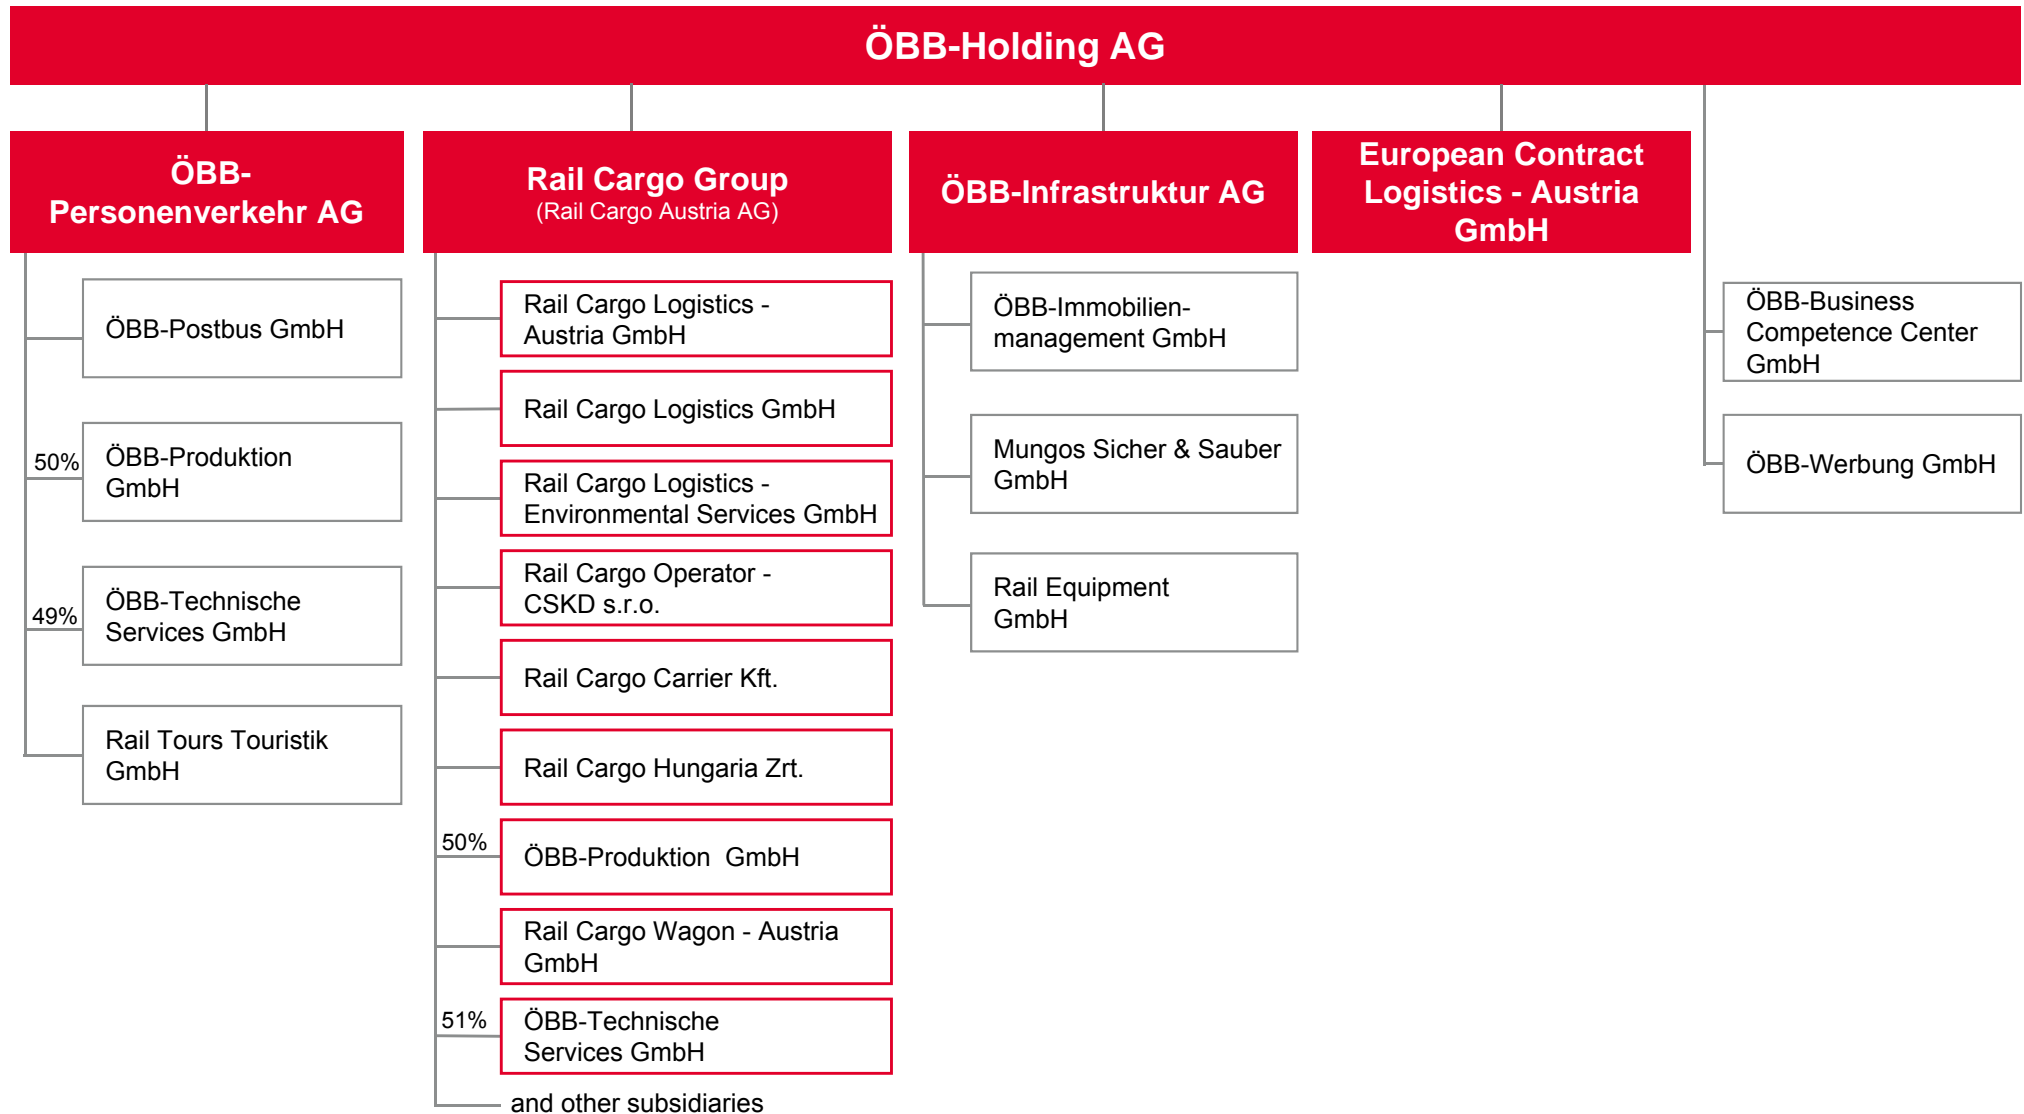 ÖBB-Holding AG
ÖBB-
Personenverkehr AG
Rail Cargo Group
(Rail Cargo Austria AG)
ÖBB-Infrastruktur AG
European Contract
Logistics - Austria
GmbH
ÖBB-Postbus GmbH
50%
ÖBB-Produktion
GmbH
49%
ÖBB-Technische
Services GmbH
Rail Tours Touristik
GmbH
Rail Cargo Logistics -
Austria GmbH
Rail Cargo Logistics GmbH
Rail Cargo Logistics -
Environmental Services GmbH
Rail Cargo Operator -
CSKD s.r.o.
Rail Cargo Carrier Kft.
Rail Cargo Hungaria Zrt.
50%
ÖBB-Produktion  GmbH
Rail Cargo Wagon - Austria
GmbH
51%
ÖBB-Technische
Services GmbH
and other subsidiaries
ÖBB-Immobilien-
management GmbH
Mungos Sicher & Sauber
GmbH
Rail Equipment
GmbH
ÖBB-Business
Competence Center
GmbH
ÖBB-Werbung GmbH